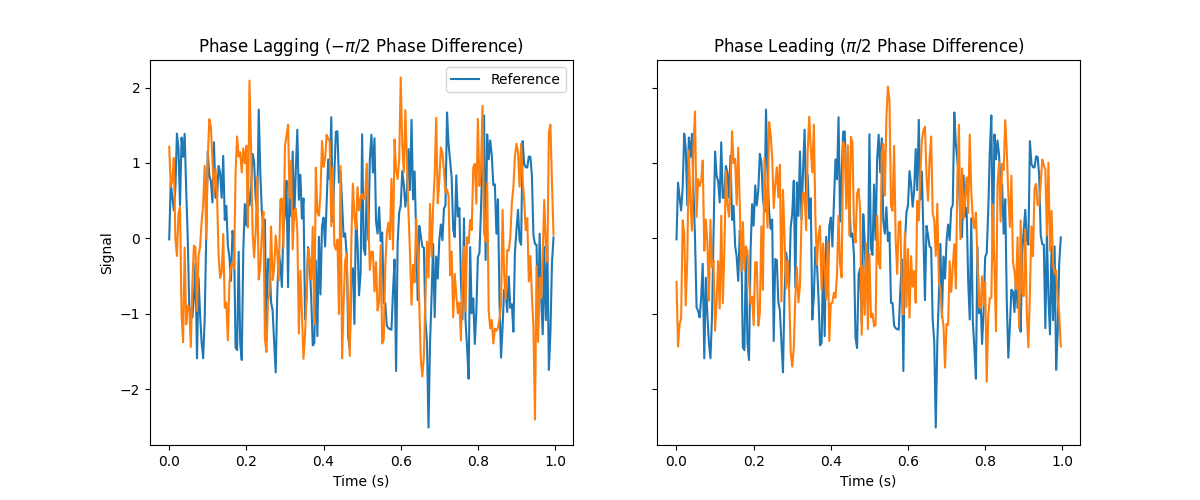 Phase Lagging (−π/2 Phase Difference)
Phase Leading (π/2 Phase Difference)
Reference
Signal
2
1
0
−1
−2
0.0 0.2 0.4 0.6 0.8 1.0
Time (s)
0.0 0.2 0.4 0.6 0.8 1.0
Time (s)